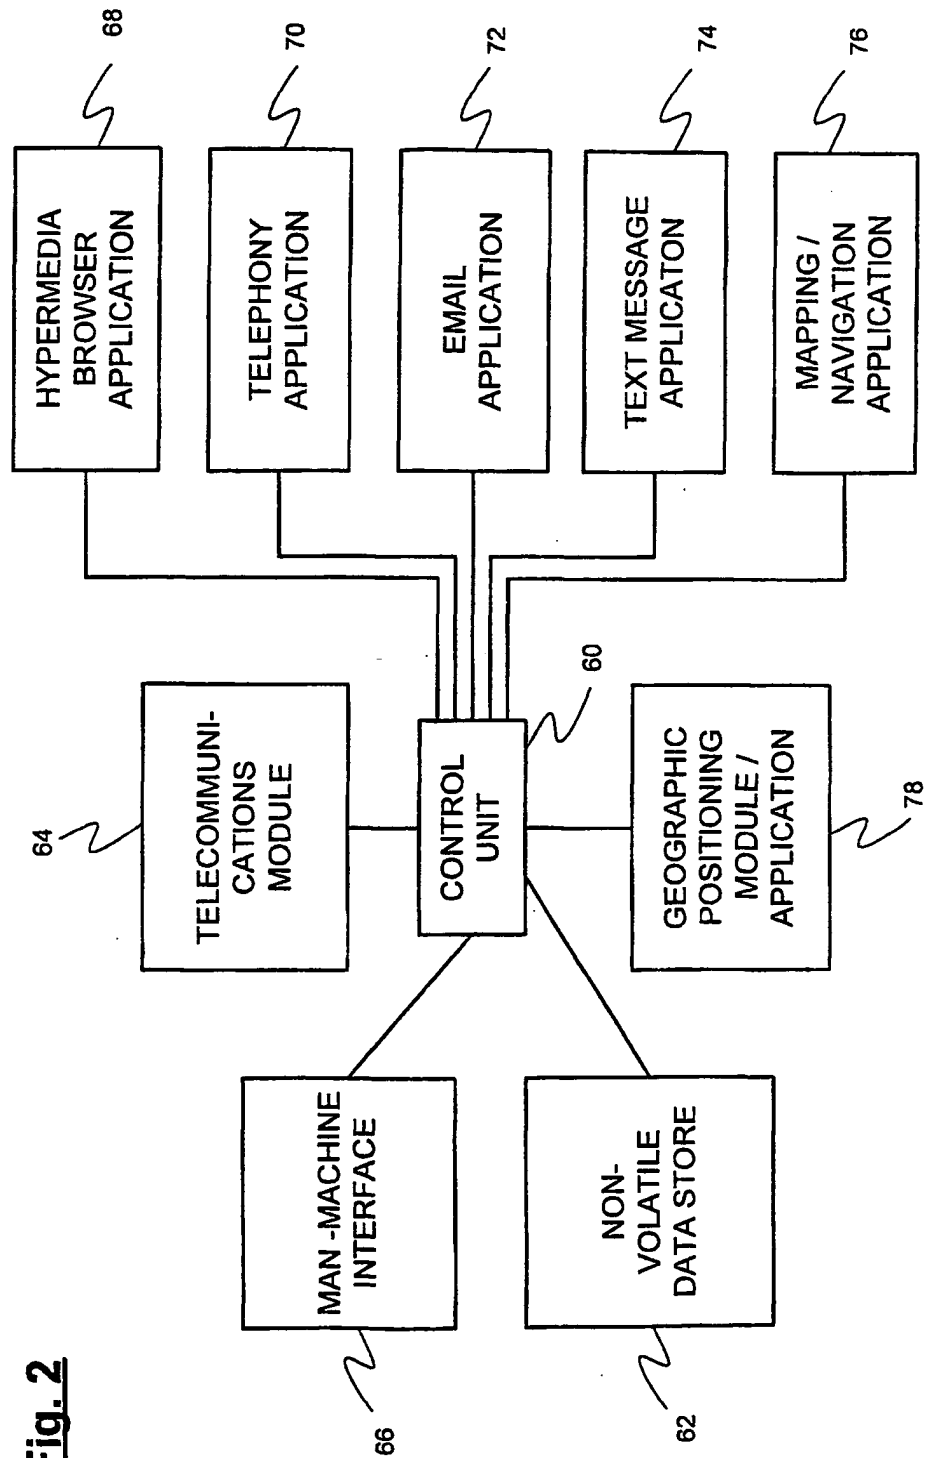 Fig. 2
68
HYPERMEDIA
BROWSER
APPLICATION
70
TELEPHONY
APPLICATION
72
EMAIL
APPLICATION
74
TEXT MESSAGE
APPLICATON
76
MAPPING /
NAVIGATION
APPLICATION
64
TELECOMMUNI-
CATIONS
MODULE
60
CONTROL
UNIT
78
GEOGRAPHIC
POSITIONING
MODULE /
APPLICATION
66
MAN -MACHINE
INTERFACE
62
NON-
VOLATILE
DATA STORE